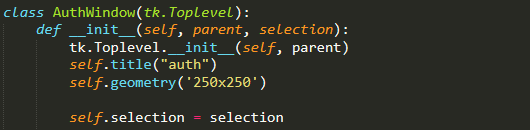 class AuthWindow(tk.Toplevel):
    def __init__(self, parent, selection):
        tk.Toplevel.__init__(self, parent)
        self.title("auth")
        self.geometry('250x250')

        self.selection = selection